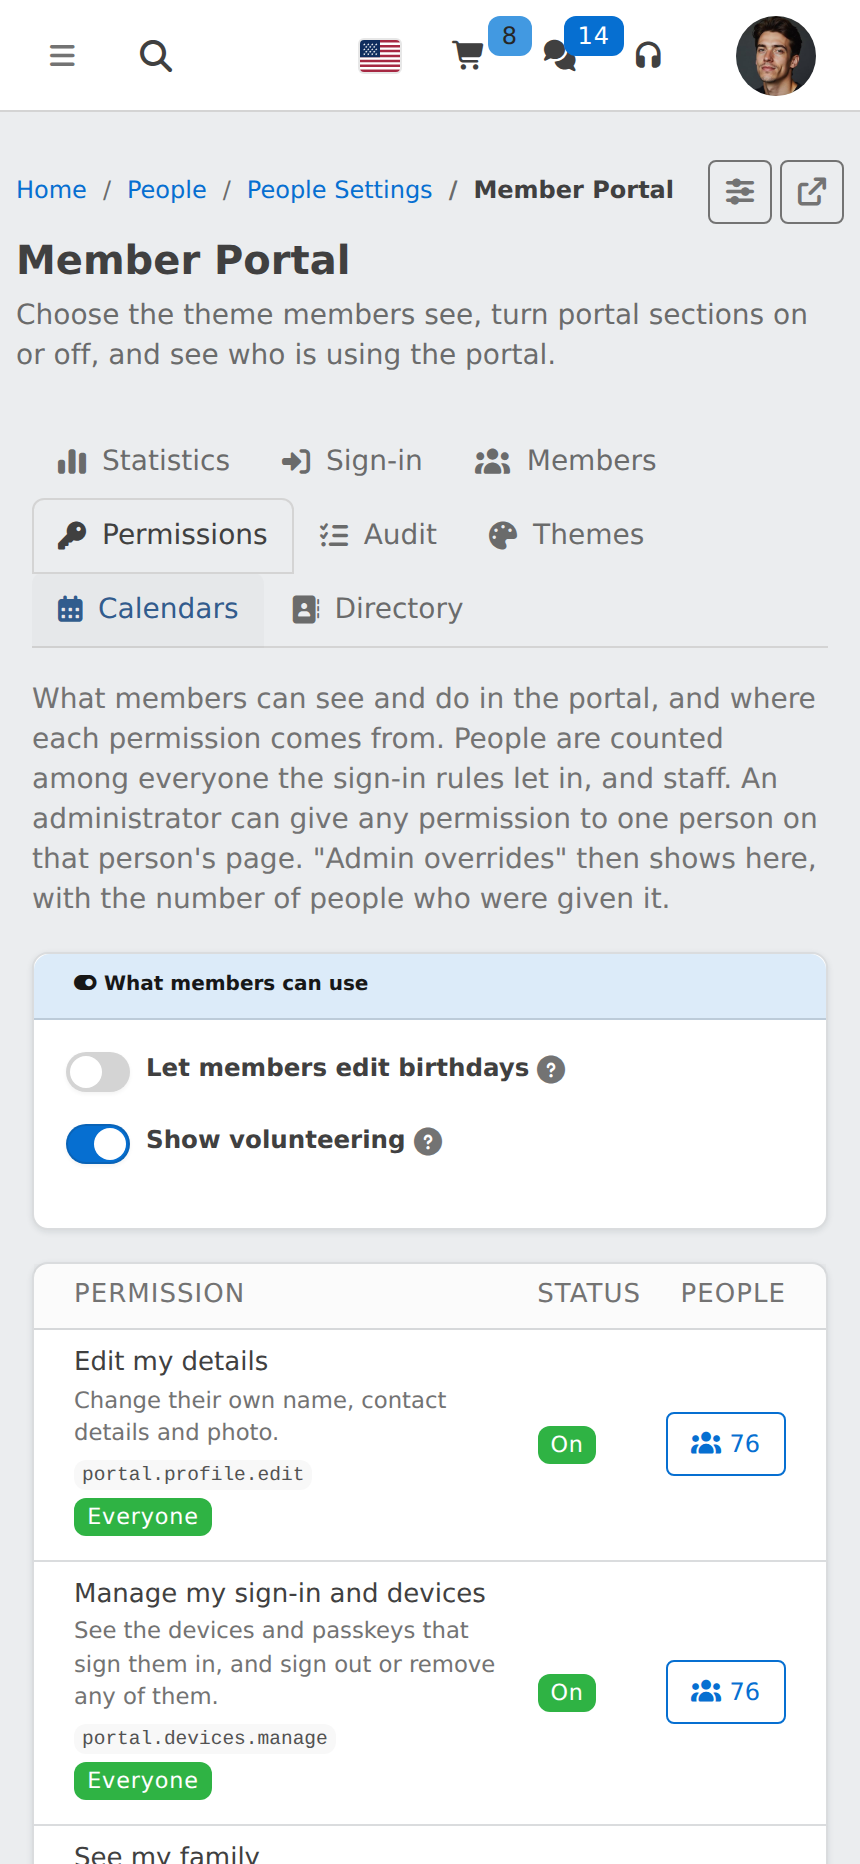 8
14
Home / People / People Settings / Member Portal
Member Portal
Choose the theme members see, turn portal sections on
or off, and see who is using the portal.
Statistics
Sign-in
Members
Permissions
Audit
Themes
Calendars
Directory
What members can see and do in the portal, and where
each permission comes from. People are counted
among everyone the sign-in rules let in, and staff. An
administrator can give any permission to one person on
that person's page. "Admin overrides" then shows here,
with the number of people who were given it.
What members can use
Let members edit birthdays ?
Show volunteering ?
PERMISSION STATUS PEOPLE
Edit my details
Change their own name, contact
details and photo.
portal.profile.edit
Everyone
On
76
Manage my sign-in and devices
See the devices and passkeys that
sign them in, and sign out or remove
any of them.
portal.devices.manage
Everyone
On
76
See my family